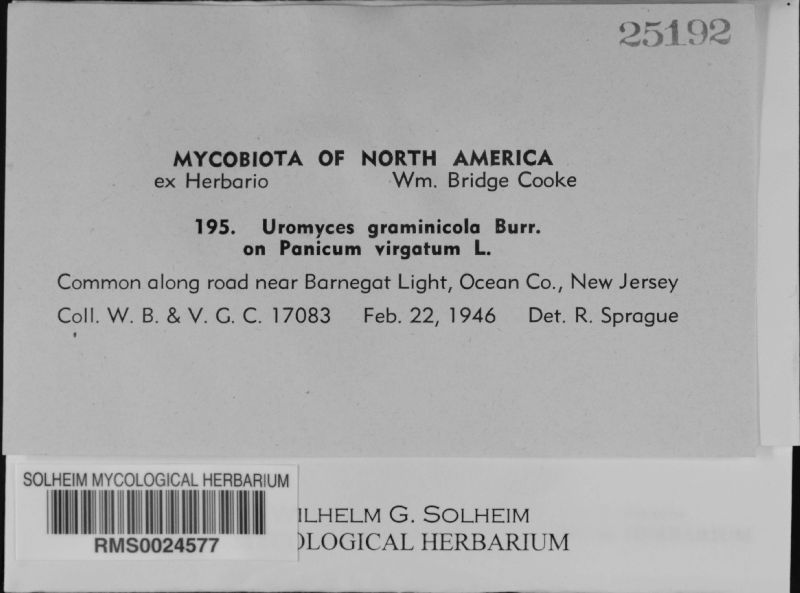 25192
MYCOBIOTA OF NORTH AMERICA
ex Herbario Wm. Bridge Cooke
195. Uromyces graminicola Burr.
on Panicum virgatum L.
Common along road near Barnegat Light, Ocean Co., New Jersey
Coll. W. B. & V. G. C. 17083 Feb. 22, 1946 Det. R. Sprague
SOLHEIM MYCOLOGICAL HERBARIUM
RMS0024577
ILHELM G. SOLHEIM
OLOGICAL HERBARIUM